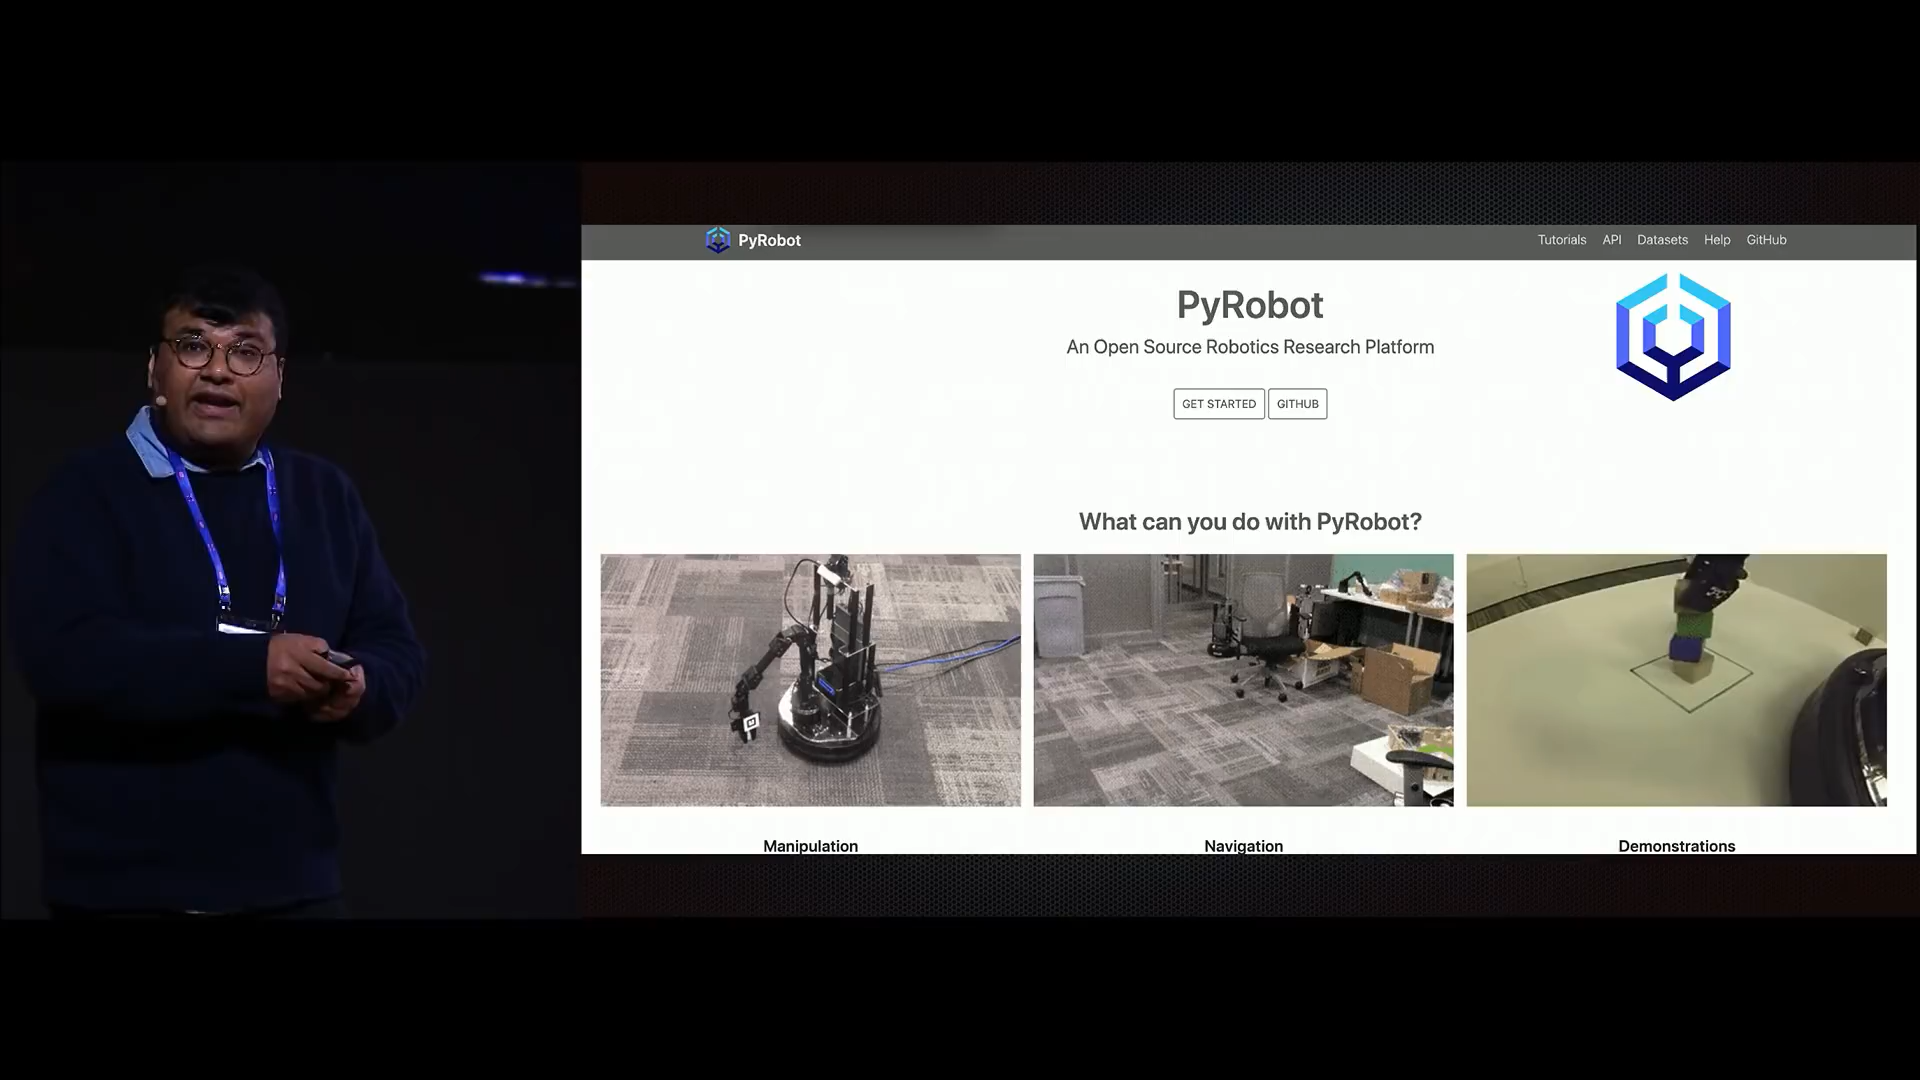 PyRobot
Tutorials API Datasets Help GitHub
PyRobot
An Open Source Robotics Research Platform
GET STARTED GITHUB
What can you do with PyRobot?
Manipulation Navigation Demonstrations